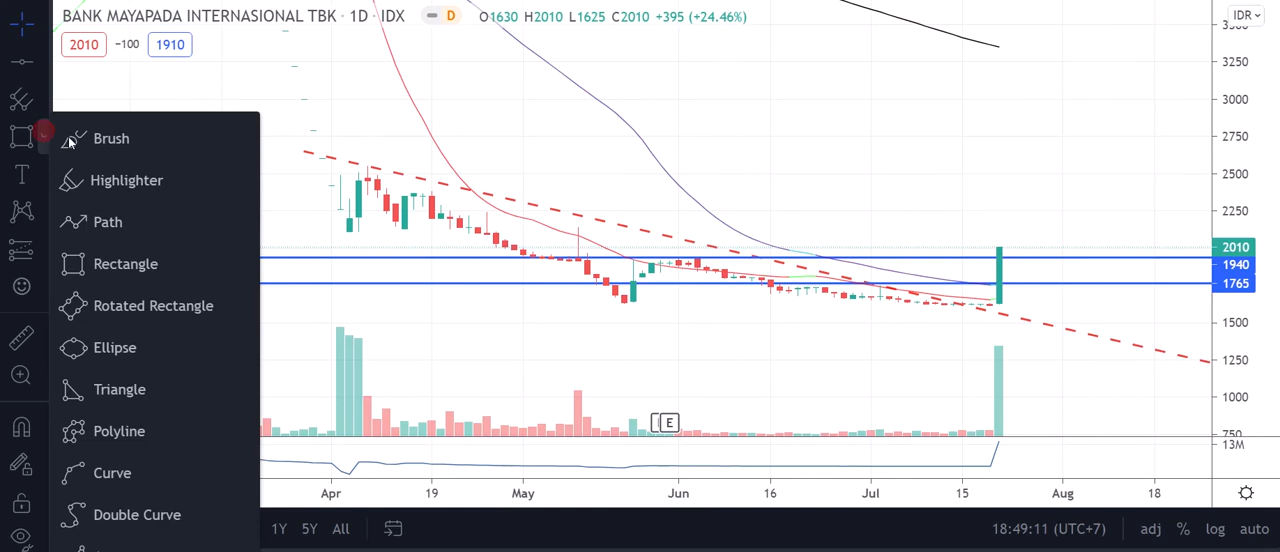 BANK MAYAPADA INTERNASIONAL TBK · 1D · IDX D O1630 H2010 L1625 C2010 +395 (+24.46%)
IDR
2010 −100 1910
3250
3000
2750
2500
2250
2010
1940
1765
1500
1250
1000
750
13M
Brush
Highlighter
Path
Rectangle
Rotated Rectangle
Ellipse
Triangle
Polyline
Curve
Double Curve
T
E
Apr 19 May Jun 16 Jul 15 Aug 18
1Y 5Y All 18:49:11 (UTC+7) adj % log auto